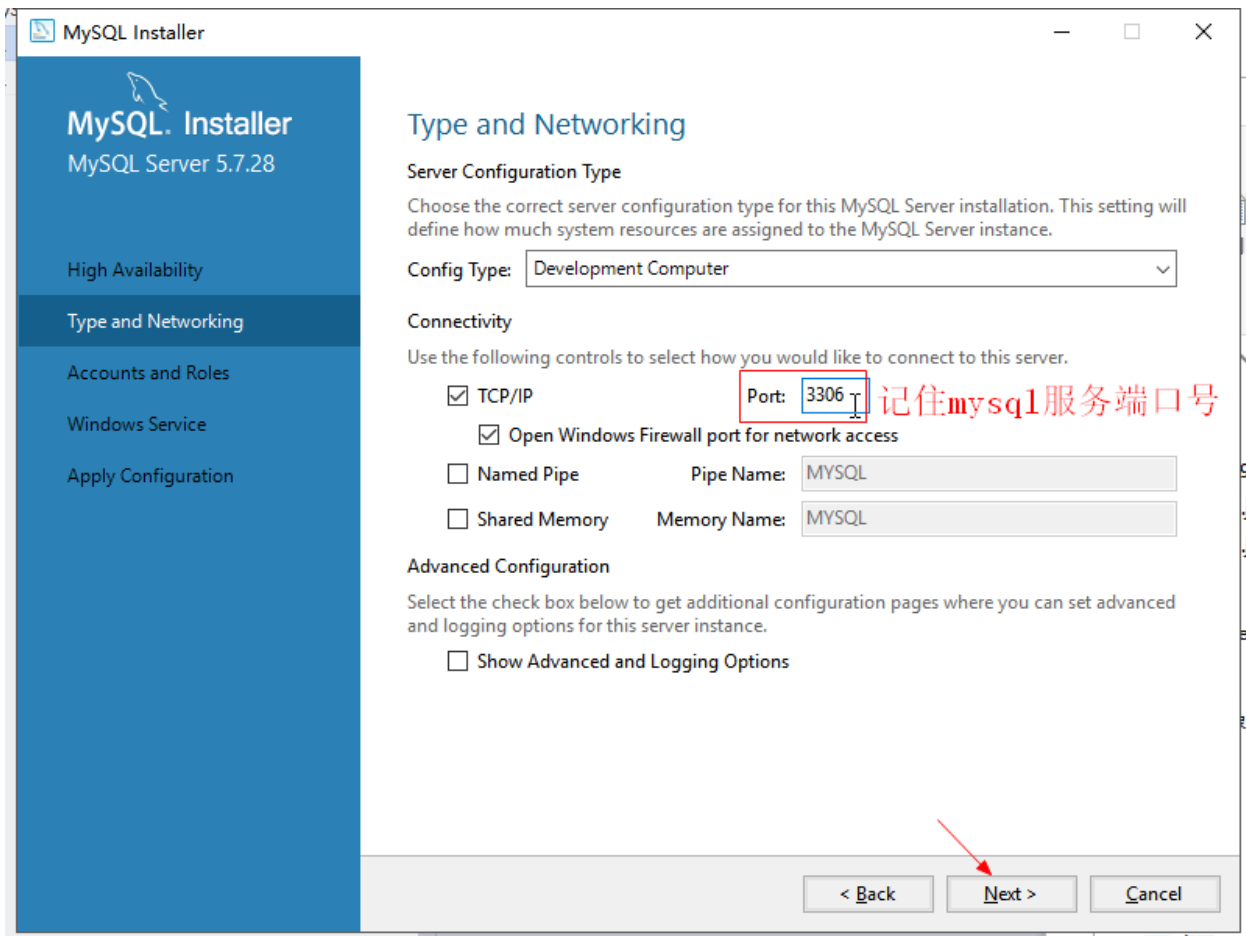 MySQL Installer
MySQL. Installer
MySQL Server 5.7.28
High Availability
Type and Networking
Accounts and Roles
Windows Service
Apply Configuration
Type and Networking
Server Configuration Type
Choose the correct server configuration type for this MySQL Server installation. This setting will
define how much system resources are assigned to the MySQL Server instance.
Config Type: Development Computer
Connectivity
Use the following controls to select how you would like to connect to this server.
TCP/IP Port: 3306 记住mysql服务端口号
Open Windows Firewall port for network access
Named Pipe Pipe Name: MYSQL
Shared Memory Memory Name: MYSQL
Advanced Configuration
Select the check box below to get additional configuration pages where you can set advanced
and logging options for this server instance.
Show Advanced and Logging Options
< Back Next > Cancel